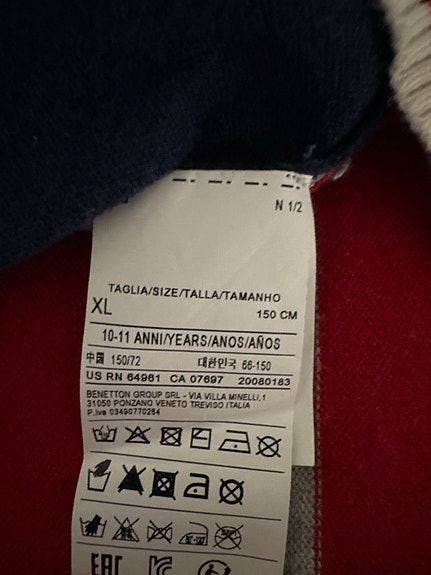 N 1/2
TAGLIA/SIZE/TALLA/TAMANHO
XL 150 CM
10-11 ANNI/YEARS/ANOS/AÑOS
中国 150/72 대한민국 66-150
US RN 64961 CA 07697 20080183
BENETTON GROUP SRL - VIA VILLA MINELLI,1
31050 PONZANO VENETO TREVISO ITALIA
P.iva 03490770264
EAC